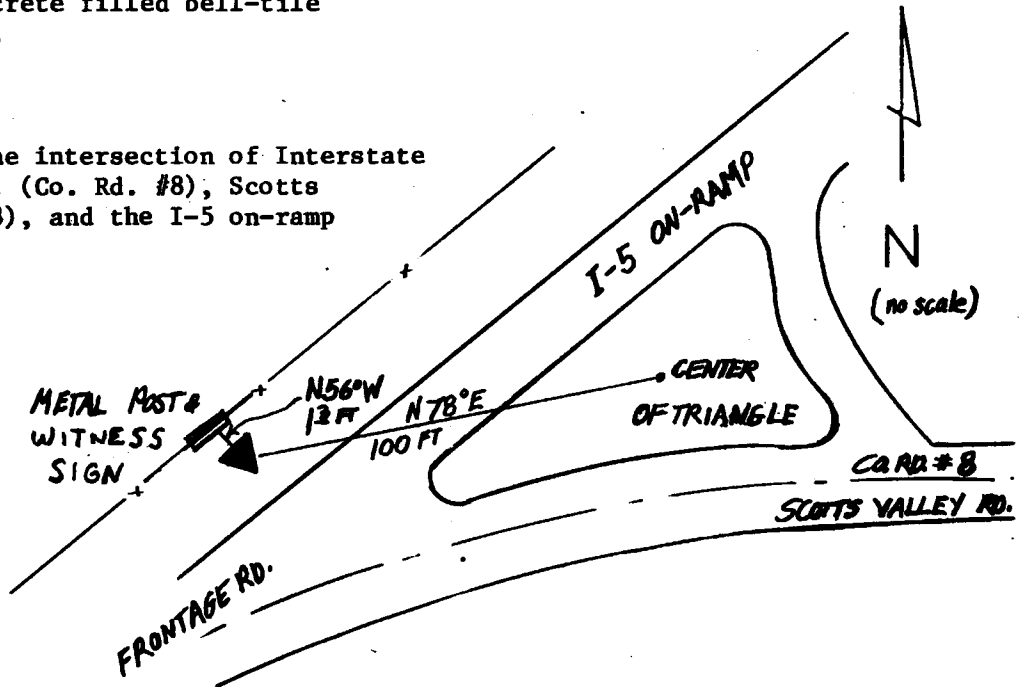 crete filled bell-tile
intersection of Interstate
(Co. Rd. #8), Scotts
), and the I-5 on-ramp
I-5 ON-RAMP
N
(no scale)
METAL POST &
WITNESS
SIGN
N56°W
FT
N78°E
100 FT
CENTER
OF TRIANGLE
CO. RD. #8
SCOTTS VALLEY RD.
FRONTAGE RD.